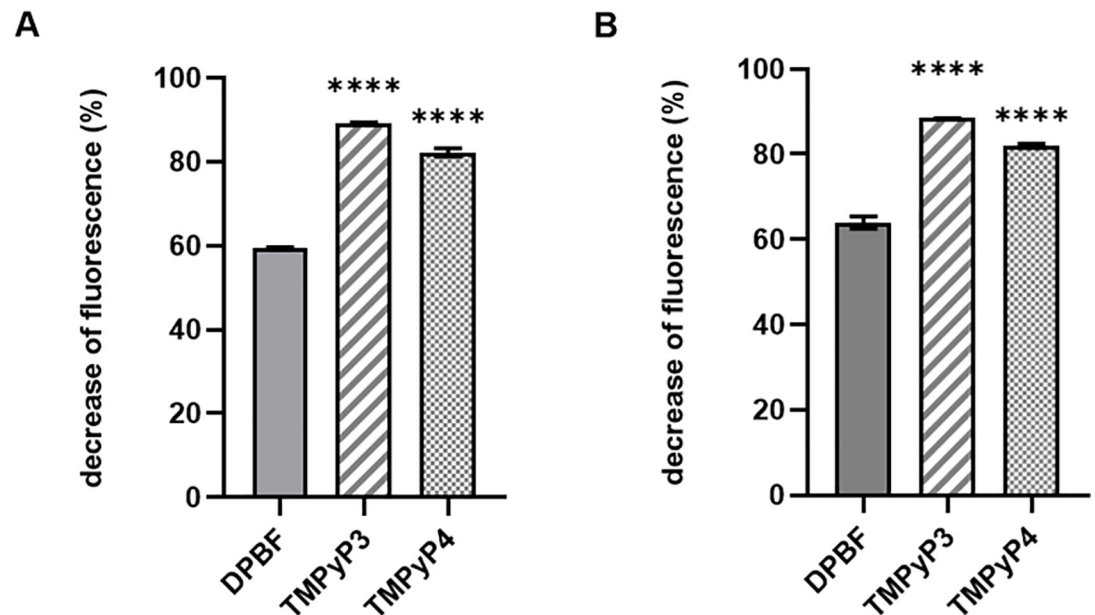 A
decrease of fluorescence (%)
100
80
60
40
20
0
****
****
DPBF
TMPyP3
TMPyP4
B
decrease of fluorescence (%)
100
80
60
40
20
0
****
****
DPBF
TMPyP3
TMPyP4